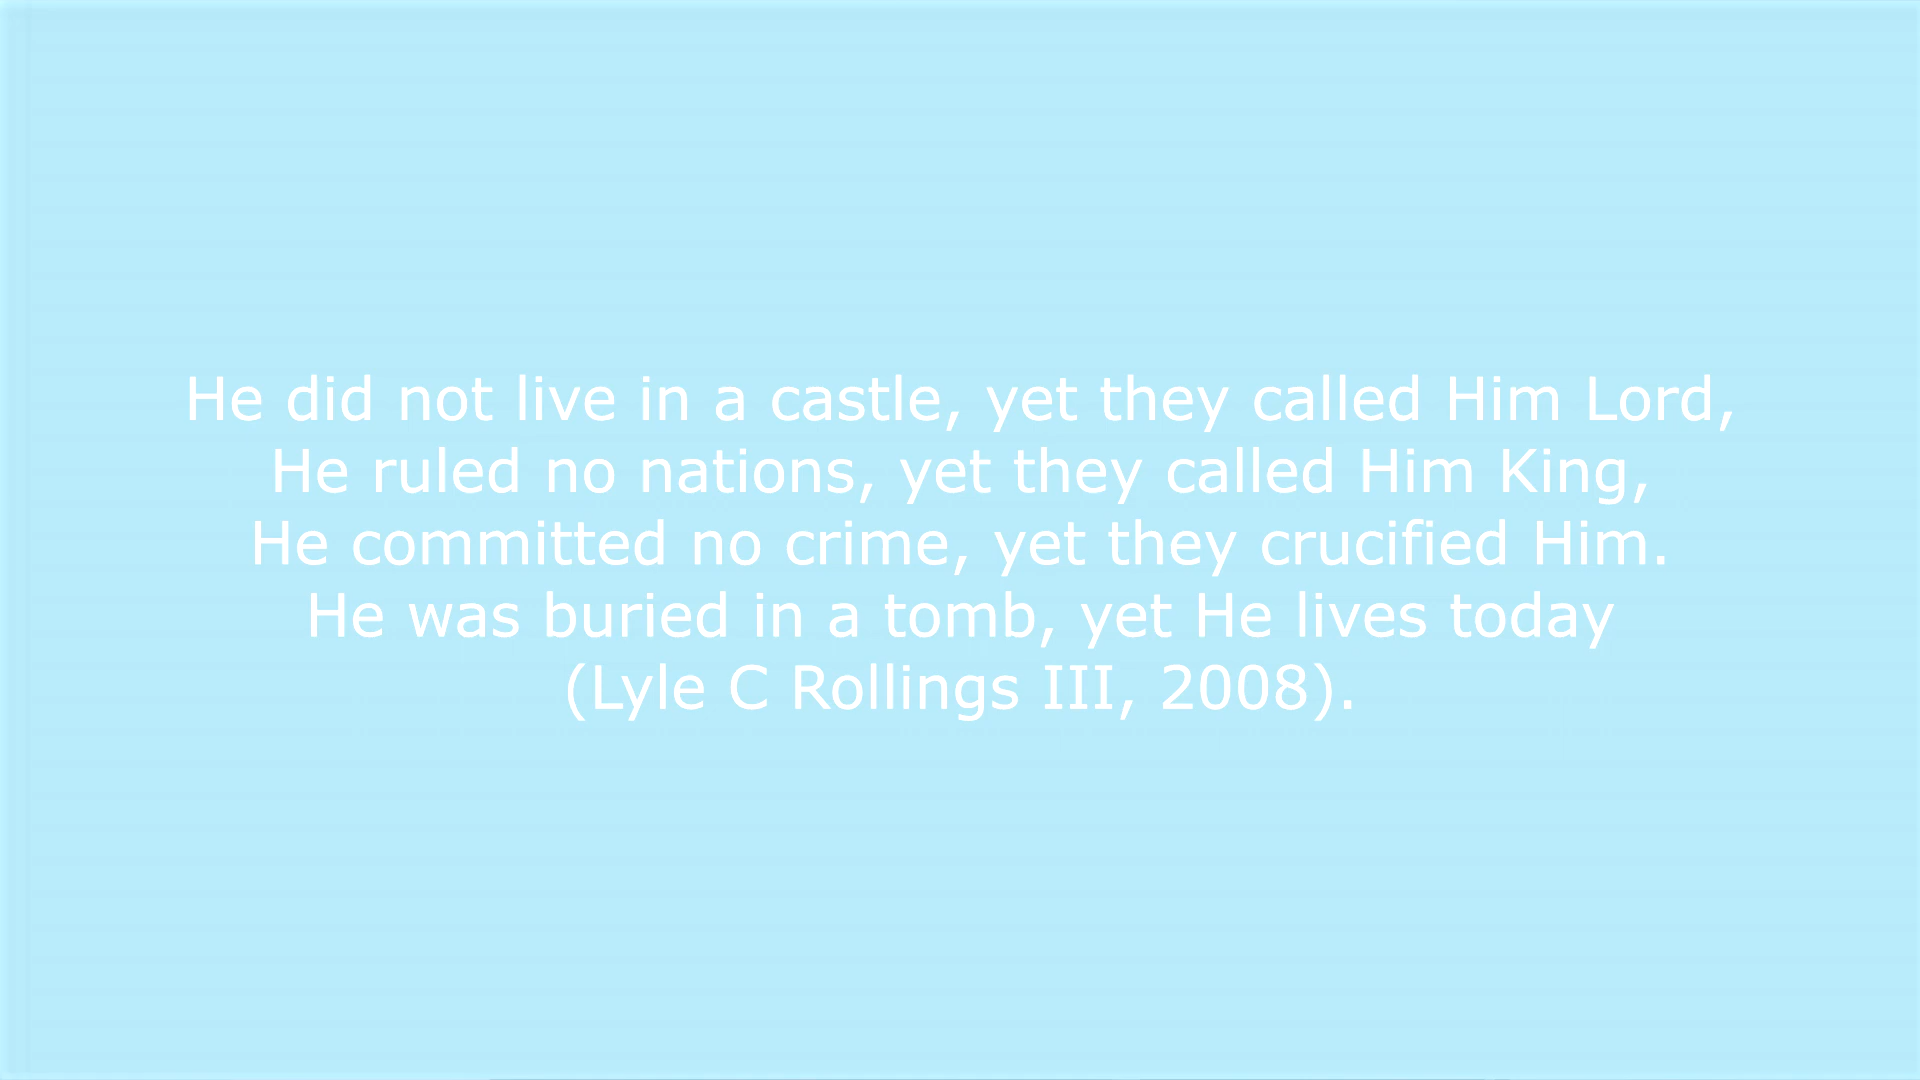 He did not live in a castle, yet they called Him Lord,
He ruled no nations, yet they called Him King,
He committed no crime, yet they crucified Him.
He was buried in a tomb, yet He lives today
(Lyle C Rollings III, 2008).